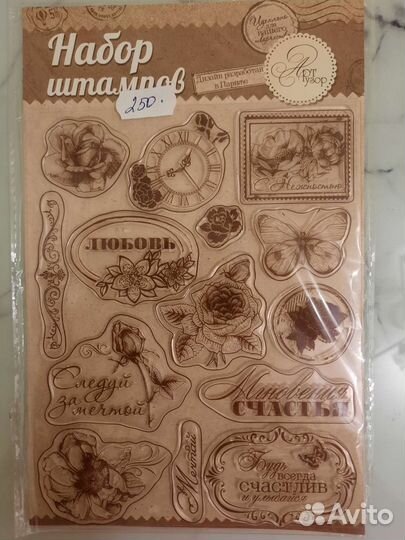 Набор
штампов
250.
Дизайн разработан
в Париже
Арт
Узор
С Нежностью
ЛЮБОВЬ
Следуй
за
мечтой
Мгновения
СЧАСТЬЯ
Мечтай
Будь
всегда
СЧАСТЛИВ
и улыбайся
Avito